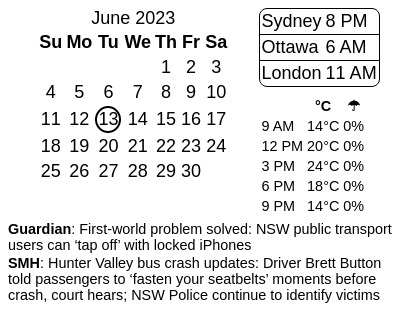 June 2023
Su Mo Tu We Th Fr Sa
1 2 3
4 5 6 7 8 9 10
11 12 13 14 15 16 17
18 19 20 21 22 23 24
25 26 27 28 29 30
Sydney 8 PM
Ottawa 6 AM
London 11 AM
°C ☂
9 AM 14°C 0%
12 PM 20°C 0%
3 PM 24°C 0%
6 PM 18°C 0%
9 PM 14°C 0%
Guardian: First-world problem solved: NSW public transport
users can ‘tap off’ with locked iPhones
SMH: Hunter Valley bus crash updates: Driver Brett Button
told passengers to ‘fasten your seatbelts’ moments before
crash, court hears; NSW Police continue to identify victims